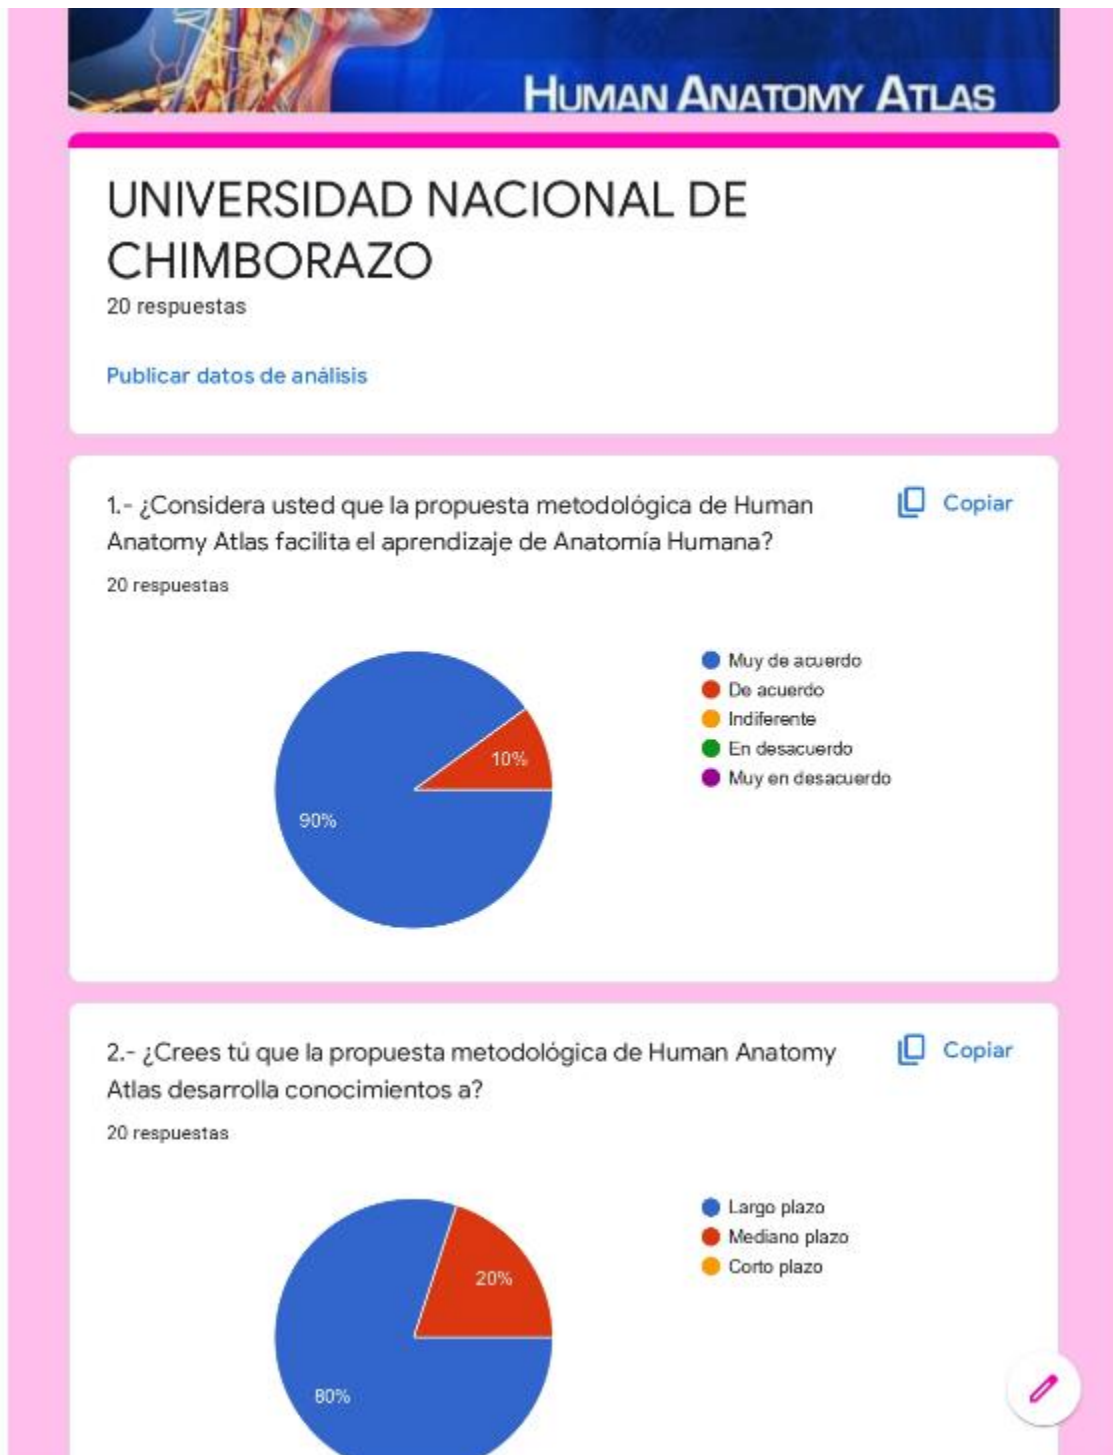 HUMAN ANATOMY ATLAS
UNIVERSIDAD NACIONAL DE
CHIMBORAZO
20 respuestas
Publicar datos de análisis
1.- ¿Considera usted que la propuesta metodológica de Human
Anatomy Atlas facilita el aprendizaje de Anatomía Humana?
Copiar
20 respuestas
Muy de acuerdo
De acuerdo
Indiferente
En desacuerdo
Muy en desacuerdo
10%
90%
2.- ¿Crees tú que la propuesta metodológica de Human Anatomy
Atlas desarrolla conocimientos a?
Copiar
20 respuestas
Largo plazo
Mediano plazo
Corto plazo
20%
80%